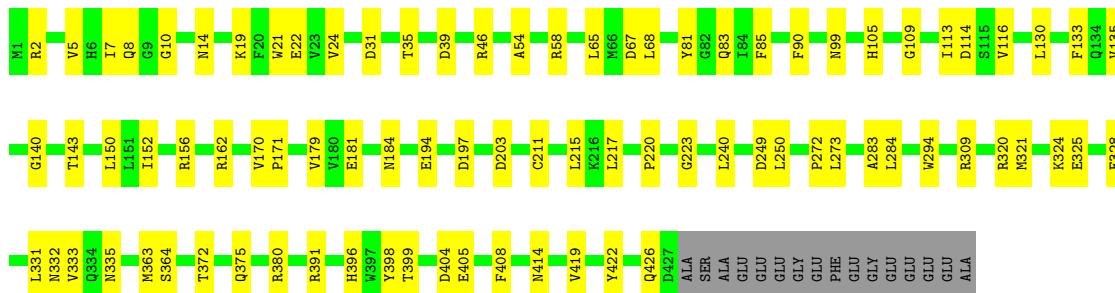 M1 R2 V5 H6 I7 Q8 G9 G10 N14 K19 F20 W21 E22 V23 V24 D31 T35 D39 R46 A54 R58 L65 M66 D67 L68 Y81 G82 Q83 I84 F85 F90 N99 H105 G109 I113 D114 S115 V116 L130 F133 Q134 V135
G140 T143 L150 L151 I152 R156 R162 V170 P171 V179 V180 E181 N184 E194 D197 D203 C211 L215 K216 L217 P220 G223 L240 D249 L250 P272 L273 A283 L284 W294 R309 R320 M321 K324 E325
L331 N332 V333 Q334 N335 M363 S364 T372 Q375 R380 R391 H396 W397 Y398 T399 D404 E405 F408 N414 V419 Y422 Q426 D427 ALA SER ALA GLU GLU GLU GLY GLU PHE GLU GLY GLU GLU GLU GLU ALA